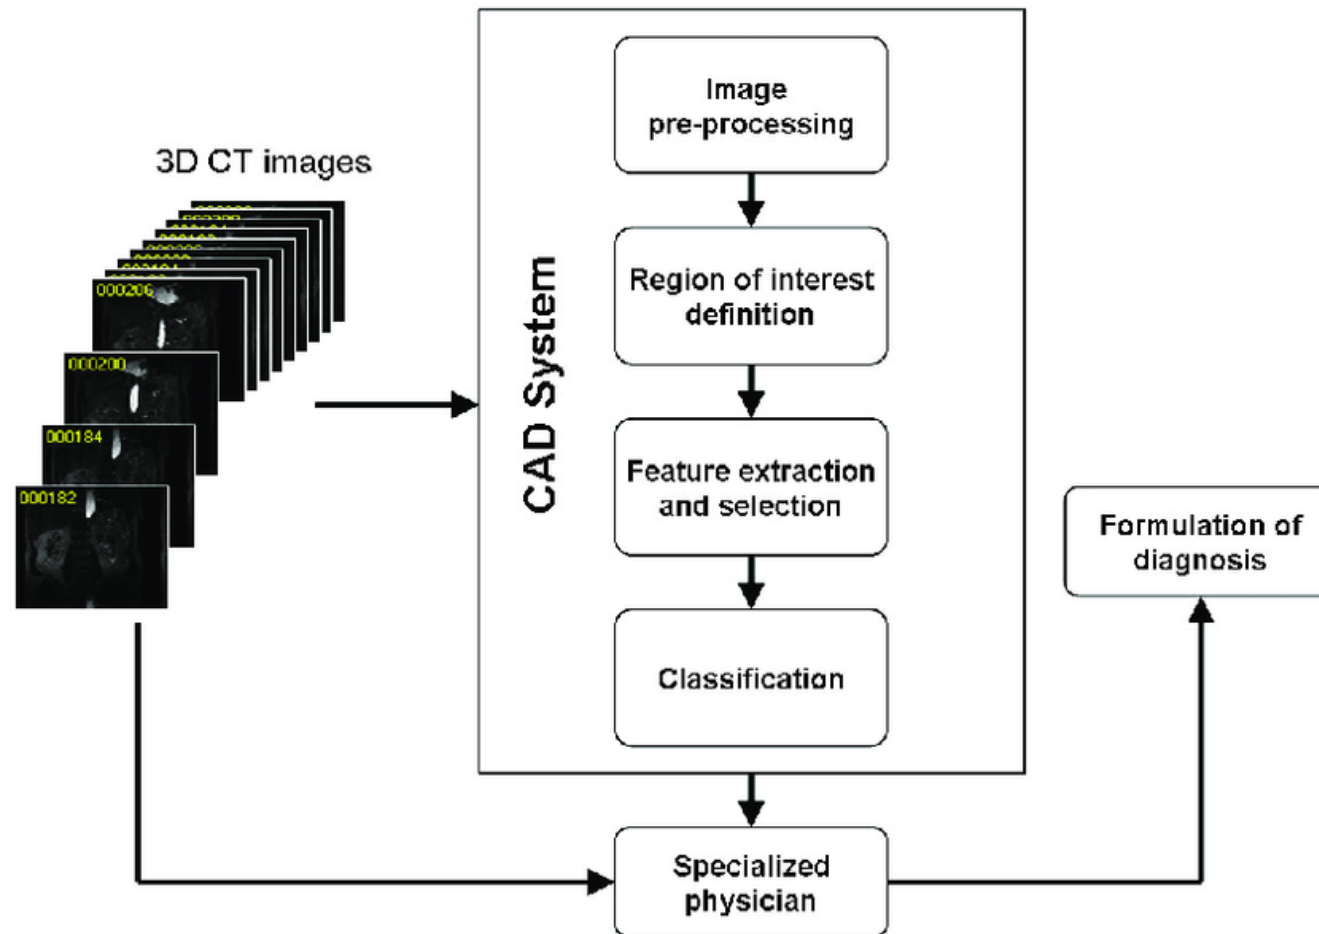 3D CT images
000206
000200
000184
000182
CAD System
Image
pre-processing
Region of interest
definition
Feature extraction
and selection
Classification
Specialized
physician
Formulation of
diagnosis